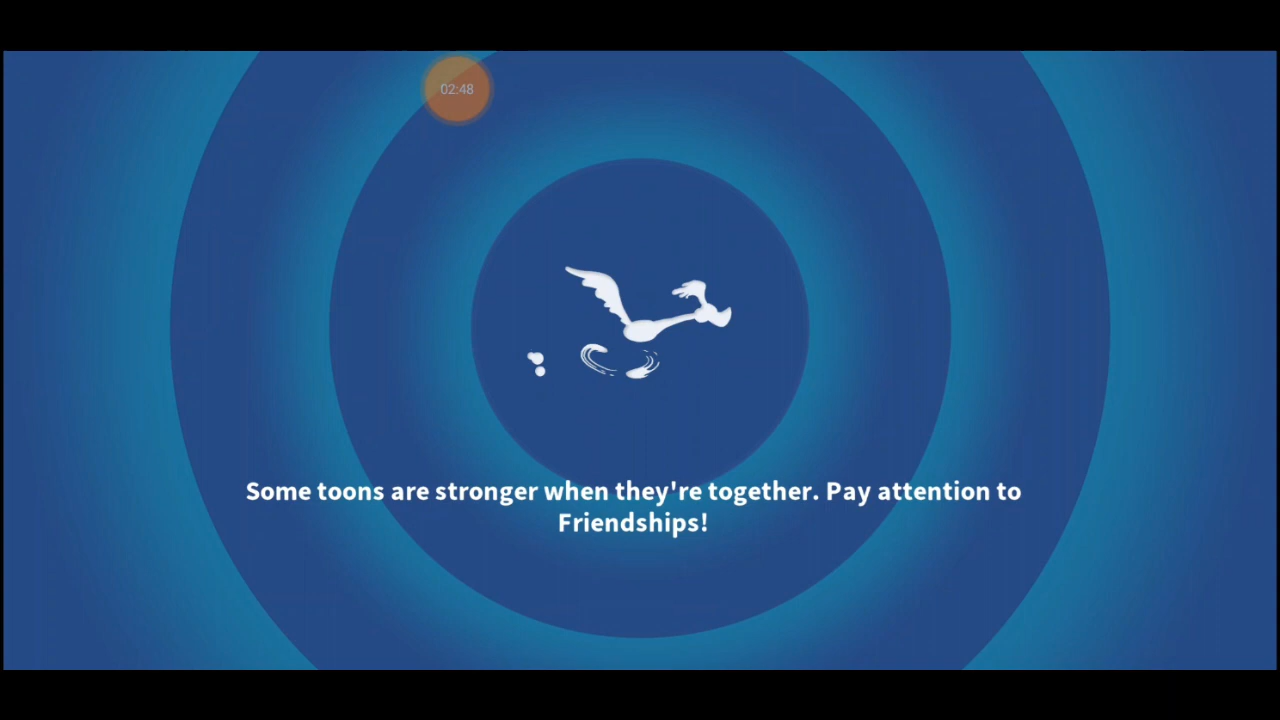 02:48
Some toons are stronger when they're together. Pay attention to
Friendships!